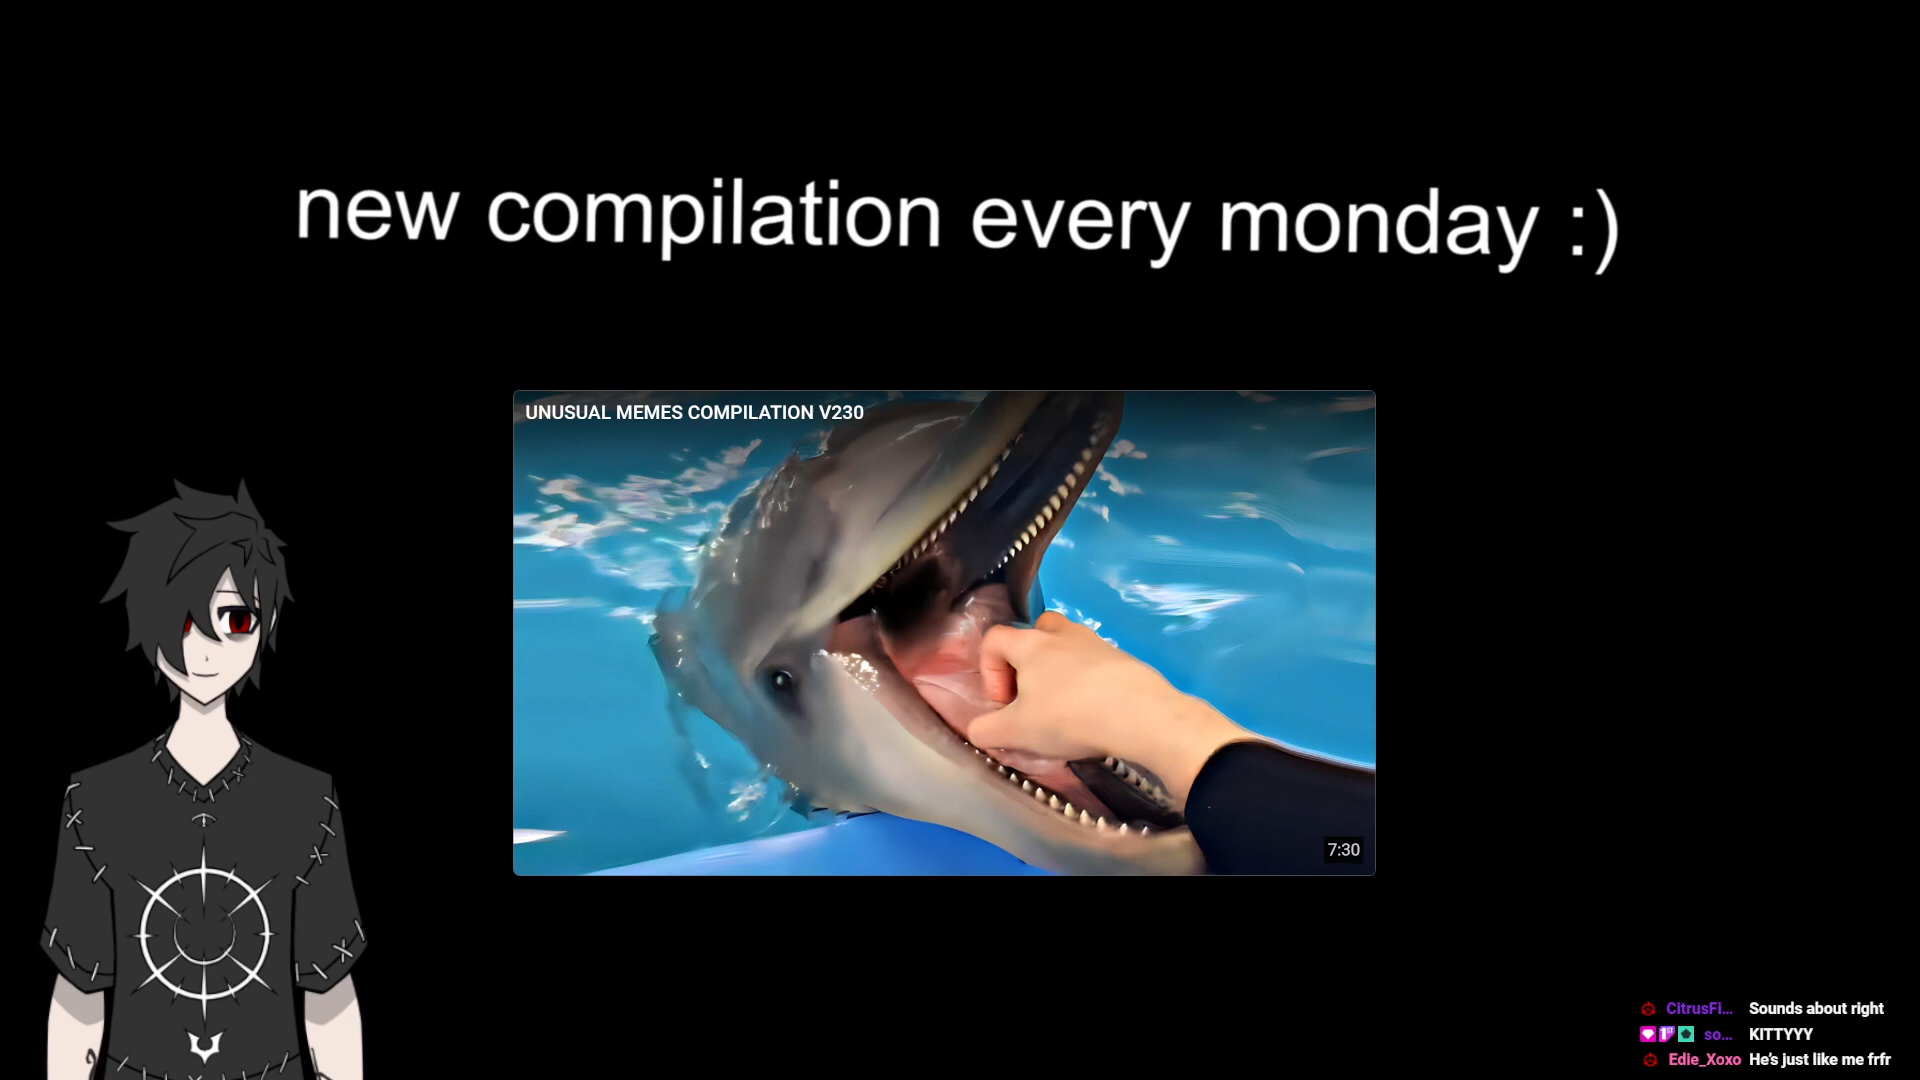 new compilation every monday :)
UNUSUAL MEMES COMPILATION V230
7:30
CitrusFi... Sounds about right
1ST so... KITTYYY
Edie_Xoxo He's just like me frfr